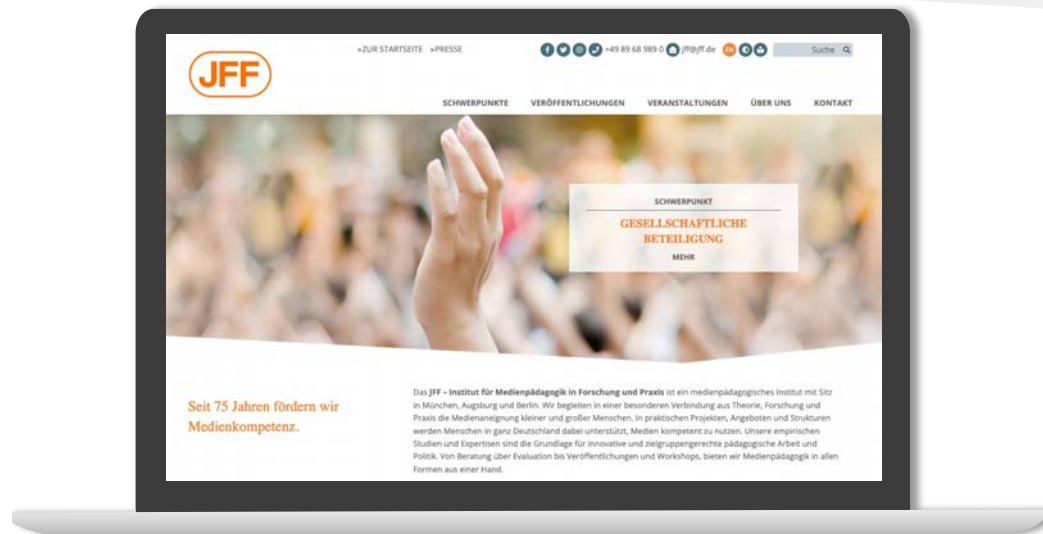 »ZUR STARTSEITE »PRESSE
+49 89 68 989 0 jff@jff.de EN Suche
JFF
SCHWERPUNKTE VERÖFFENTLICHUNGEN VERANSTALTUNGEN ÜBER UNS KONTAKT
SCHWERPUNKT
GESELLSCHAFTLICHE
BETEILIGUNG
MEHR
Seit 75 Jahren fördern wir
Medienkompetenz.
Das JFF – Institut für Medienpädagogik in Forschung und Praxis ist ein medienpädagogisches Institut mit Sitz
in München, Augsburg und Berlin. Wir begleiten in einer besonderen Verbindung aus Theorie, Forschung und
Praxis die Medienaneignung kleiner und großer Menschen. In praktischen Projekten, Angeboten und Strukturen
werden Menschen in ganz Deutschland dabei unterstützt, Medien kompetent zu nutzen. Unsere empirischen
Studien und Expertisen sind die Grundlage für innovative und zielgruppengerechte pädagogische Arbeit und
Politik. Von Beratung über Evaluation bis Veröffentlichungen und Workshops, bieten wir Medienpädagogik in allen
Formen aus einer Hand.